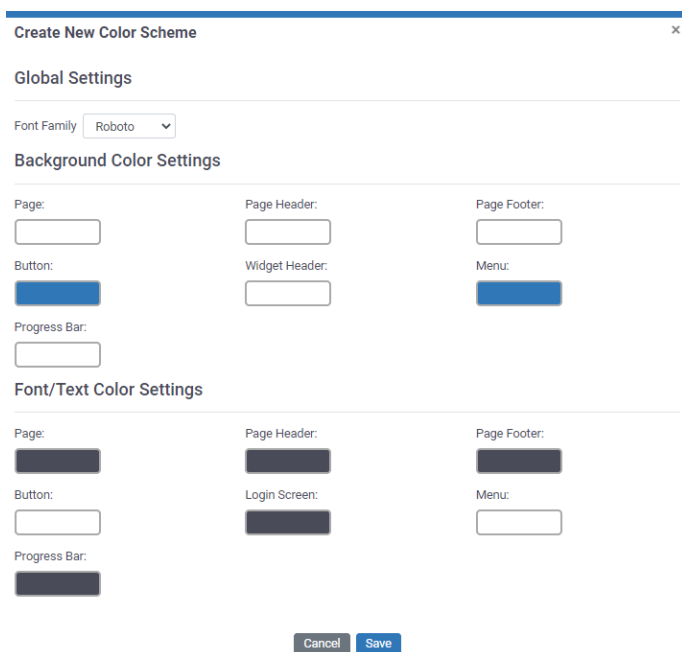 Create New Color Scheme ×
Global Settings
Font Family Roboto
Background Color Settings
Page: Page Header: Page Footer:
Button: Widget Header: Menu:
Progress Bar:
Font/Text Color Settings
Page: Page Header: Page Footer:
Button: Login Screen: Menu:
Progress Bar:
Cancel Save